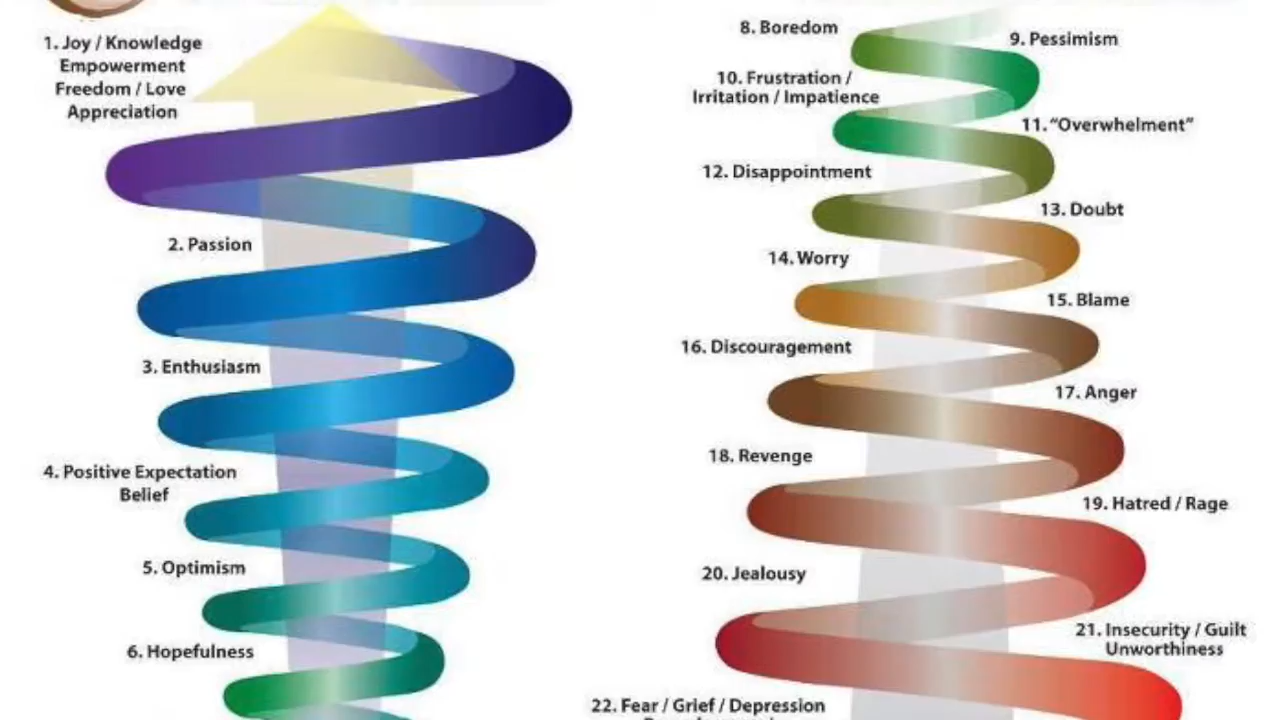 1. Joy / Knowledge
Empowerment
Freedom / Love
Appreciation
2. Passion
3. Enthusiasm
4. Positive Expectation
Belief
5. Optimism
6. Hopefulness
8. Boredom
9. Pessimism
10. Frustration /
Irritation / Impatience
11. “Overwhelment”
12. Disappointment
13. Doubt
14. Worry
15. Blame
16. Discouragement
17. Anger
18. Revenge
19. Hatred / Rage
20. Jealousy
21. Insecurity / Guilt
Unworthiness
22. Fear / Grief / Depression